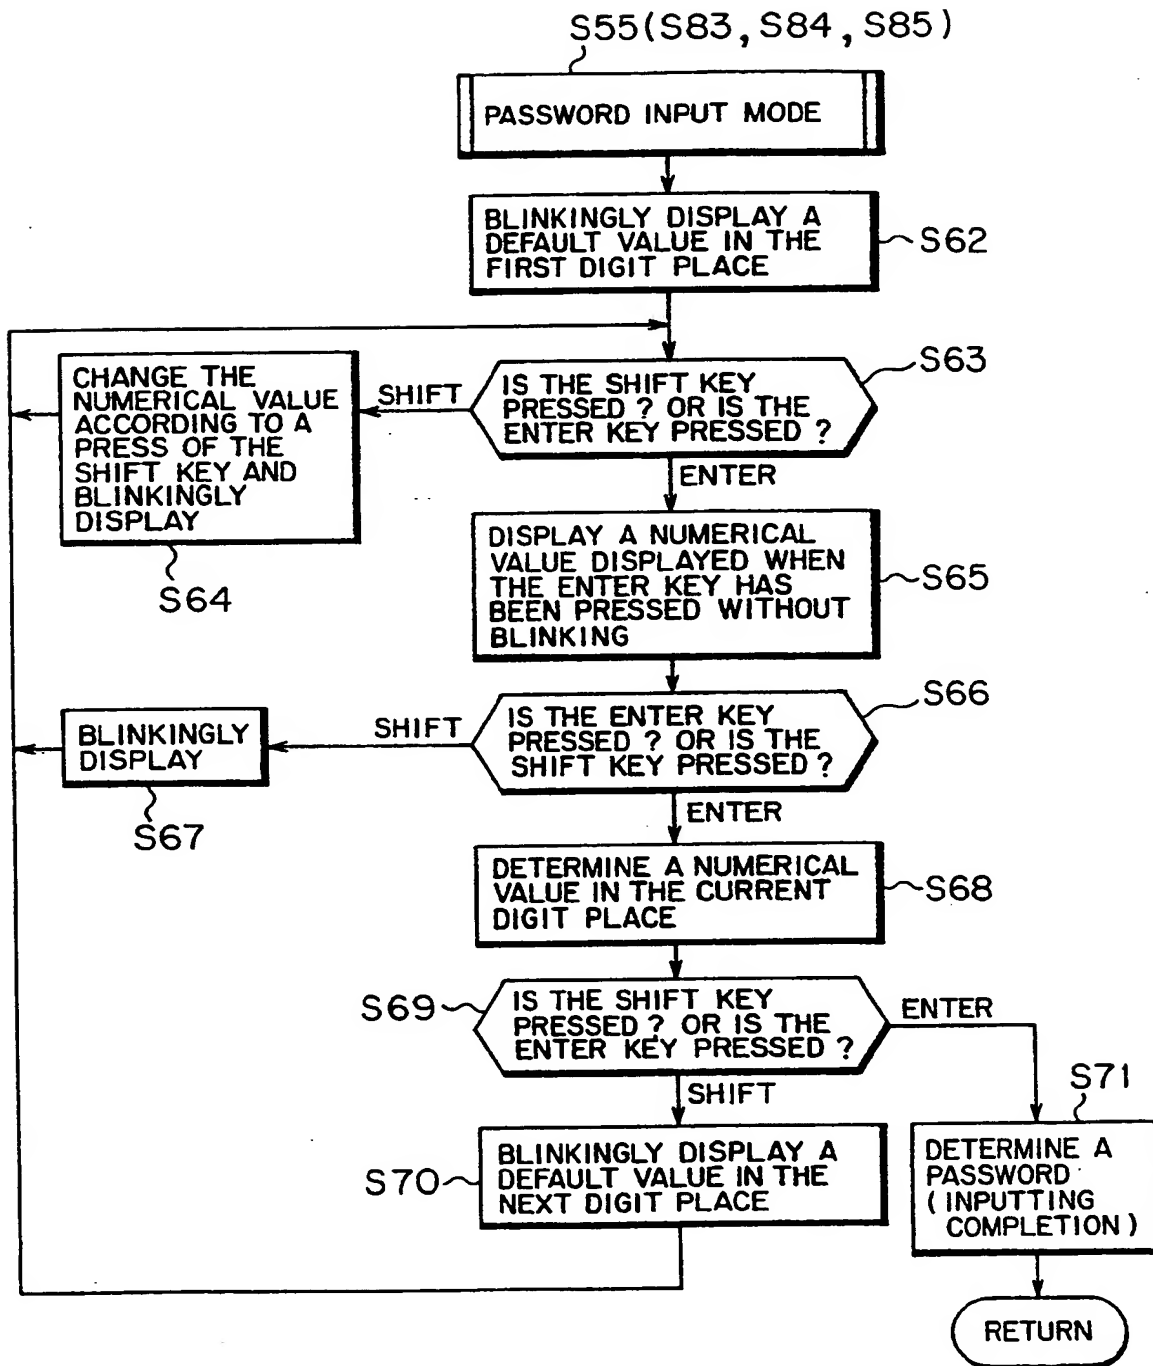 S55(S83, S84, S85)
PASSWORD INPUT MODE
BLINKINGLY DISPLAY A
DEFAULT VALUE IN THE
FIRST DIGIT PLACE
S62
S63
IS THE SHIFT KEY
PRESSED ? OR IS THE
ENTER KEY PRESSED ?
SHIFT
CHANGE THE
NUMERICAL VALUE
ACCORDING TO A
PRESS OF THE
SHIFT KEY AND
BLINKINGLY
DISPLAY
S64
ENTER
DISPLAY A NUMERICAL
VALUE DISPLAYED WHEN
THE ENTER KEY HAS
BEEN PRESSED WITHOUT
BLINKING
S65
S66
IS THE ENTER KEY
PRESSED ? OR IS THE
SHIFT KEY PRESSED ?
SHIFT
BLINKINGLY
DISPLAY
S67
ENTER
DETERMINE A NUMERICAL
VALUE IN THE CURRENT
DIGIT PLACE
S68
S69
IS THE SHIFT KEY
PRESSED ? OR IS THE
ENTER KEY PRESSED ?
ENTER
SHIFT
S70
BLINKINGLY DISPLAY A
DEFAULT VALUE IN THE
NEXT DIGIT PLACE
S71
DETERMINE A
PASSWORD
(INPUTTING
COMPLETION)
RETURN